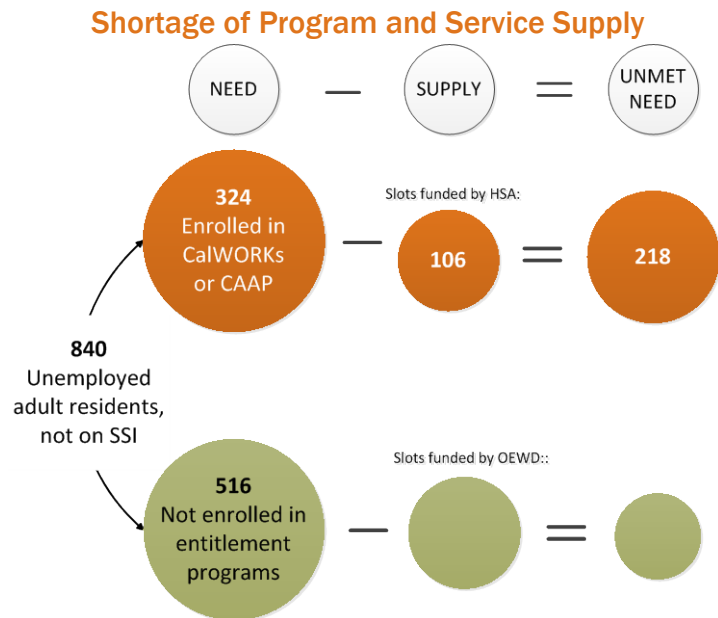 Shortage of Program and Service Supply
NEED
SUPPLY
UNMET
NEED
324
Enrolled in
CalWORKs
or CAAP
Slots funded by HSA:
106
218
840
Unemployed
adult residents,
not on SSI
516
Not enrolled in
entitlement
programs
Slots funded by OEWD::